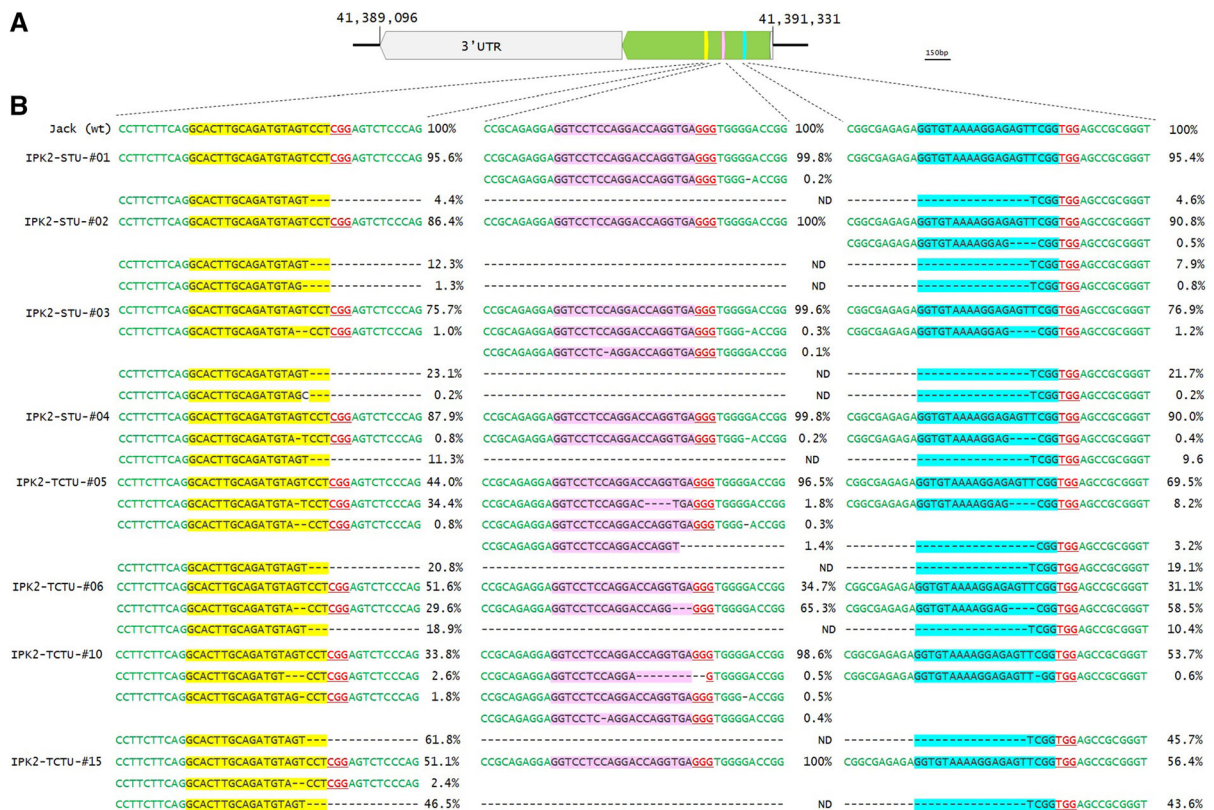 A
41,389,096 41,391,331
3'UTR
150bp
B
Jack (wt) CCTTCTTCAGGCACTTGCAGATGTAGTCCTCGGAGTCTCCCAG 100% CCGCAGAGGAGGTCCTCCAGGACCAGGTGAGGGTGGGGACCGG 100% CGGCGAGAGAGGTGTAAAAGGAGAGTTCGGTGGAGCCGCGGGT 100%
IPK2-STU-#01 CCTTCTTCAGGCACTTGCAGATGTAGTCCTCGGAGTCTCCCAG 95.6% CCGCAGAGGAGGTCCTCCAGGACCAGGTGAGGGTGGGGACCGG 99.8% CGGCGAGAGAGGTGTAAAAGGAGAGTTCGGTGGAGCCGCGGGT 95.4%
CCGCAGAGGAGGTCCTCCAGGACCAGGTGAGGGTGGG-ACCGG 0.2%
CCTTCTTCAGGCACTTGCAGATGTAGT---------------- ND --------------------TCGGTGGAGCCGCGGGT 4.4% 4.6%
IPK2-STU-#02 CCTTCTTCAGGCACTTGCAGATGTAGTCCTCGGAGTCTCCCAG 86.4% CCGCAGAGGAGGTCCTCCAGGACCAGGTGAGGGTGGGGACCGG 100% CGGCGAGAGAGGTGTAAAAGGAGAGTTCGGTGGAGCCGCGGGT 90.8%
CGGCGAGAGAGGTGTAAAAGGAG----CGGTGGAGCCGCGGGT 0.5%
CCTTCTTCAGGCACTTGCAGATGTAGT---------------- 12.3% ND --------------------TCGGTGGAGCCGCGGGT 7.9%
CCTTCTTCAGGCACTTGCAGATGTAG----------------- 1.3% ND ---------------------CGGTGGAGCCGCGGGT 0.8%
IPK2-STU-#03 CCTTCTTCAGGCACTTGCAGATGTAGTCCTCGGAGTCTCCCAG 75.7% CCGCAGAGGAGGTCCTCCAGGACCAGGTGAGGGTGGGGACCGG 99.6% CGGCGAGAGAGGTGTAAAAGGAGAGTTCGGTGGAGCCGCGGGT 76.9%
CCTTCTTCAGGCACTTGCAGATGTA--CCTCGGAGTCTCCCAG 1.0% CCGCAGAGGAGGTCCTCCAGGACCAGGTGAGGGTGGG-ACCGG 0.3% CGGCGAGAGAGGTGTAAAAGGAG----CGGTGGAGCCGCGGGT 1.2%
CCGCAGAGGAGGTCCTC-AGGACCAGGTGAGGGTGGGGACCGG 0.1%
CCTTCTTCAGGCACTTGCAGATGTAGT---------------- 23.1% ND --------------------TCGGTGGAGCCGCGGGT 21.7%
CCTTCTTCAGGCACTTGCAGATGTAGC---------------- 0.2% ND --------------------TCGGTGGAGCCGCGGGT 0.2%
IPK2-STU-#04 CCTTCTTCAGGCACTTGCAGATGTAGTCCTCGGAGTCTCCCAG 87.9% CCGCAGAGGAGGTCCTCCAGGACCAGGTGAGGGTGGGGACCGG 99.8% CGGCGAGAGAGGTGTAAAAGGAGAGTTCGGTGGAGCCGCGGGT 90.0%
CCTTCTTCAGGCACTTGCAGATGTA-TCCTCGGAGTCTCCCAG 0.8% CCGCAGAGGAGGTCCTCCAGGACCAGGTGAGGGTGGG-ACCGG 0.2% CGGCGAGAGAGGTGTAAAAGGAG----CGGTGGAGCCGCGGGT 0.4%
CCTTCTTCAGGCACTTGCAGATGTAGT---------------- 11.3% ND --------------------TCGGTGGAGCCGCGGGT 9.6
IPK2-TCTU-#05 CCTTCTTCAGGCACTTGCAGATGTAGTCCTCGGAGTCTCCCAG 44.0% CCGCAGAGGAGGTCCTCCAGGACCAGGTGAGGGTGGGGACCGG 96.5% CGGCGAGAGAGGTGTAAAAGGAGAGTTCGGTGGAGCCGCGGGT 69.5%
CCTTCTTCAGGCACTTGCAGATGTA-TCCTCGGAGTCTCCCAG 34.4% CCGCAGAGGAGGTCCTCCAGGAC----TGAGGGTGGGGACCGG 1.8% CGGCGAGAGAGGTGTAAAAGGAG----CGGTGGAGCCGCGGGT 8.2%
CCTTCTTCAGGCACTTGCAGATGTA--CCTCGGAGTCTCCCAG 0.8% CCGCAGAGGAGGTCCTCCAGGACCAGGTGAGGGTGGG-ACCGG 0.3%
CCGCAGAGGAGGTCCTCCAGGACCAGGT--------------- 1.4% ---------------------CGGTGGAGCCGCGGGT 3.2%
CCTTCTTCAGGCACTTGCAGATGTAGT---------------- 20.8% ND --------------------TCGGTGGAGCCGCGGGT 19.1%
IPK2-TCTU-#06 CCTTCTTCAGGCACTTGCAGATGTAGTCCTCGGAGTCTCCCAG 51.6% CCGCAGAGGAGGTCCTCCAGGACCAGGTGAGGGTGGGGACCGG 34.7% CGGCGAGAGAGGTGTAAAAGGAGAGTTCGGTGGAGCCGCGGGT 31.1%
CCTTCTTCAGGCACTTGCAGATGTA--CCTCGGAGTCTCCCAG 29.6% CCGCAGAGGAGGTCCTCCAGGACCAGG---GGGTGGGGACCGG 65.3% CGGCGAGAGAGGTGTAAAAGGAG----CGGTGGAGCCGCGGGT 58.5%
CCTTCTTCAGGCACTTGCAGATGTAGT---------------- 18.9% ND --------------------TCGGTGGAGCCGCGGGT 10.4%
IPK2-TCTU-#10 CCTTCTTCAGGCACTTGCAGATGTAGTCCTCGGAGTCTCCCAG 33.8% CCGCAGAGGAGGTCCTCCAGGACCAGGTGAGGGTGGGGACCGG 98.6% CGGCGAGAGAGGTGTAAAAGGAGAGTTCGGTGGAGCCGCGGGT 53.7%
CCTTCTTCAGGCACTTGCAGATGT---CCTCGGAGTCTCCCAG 2.6% CCGCAGAGGAGGTCCTCCAGGA----------GTGGGGACCGG 0.5% CGGCGAGAGAGGTGTAAAAGGAGAGTT-GGTGGAGCCGCGGGT 0.6%
CCTTCTTCAGGCACTTGCAGATGTAG-CCTCGGAGTCTCCCAG 1.8% CCGCAGAGGAGGTCCTCCAGGACCAGGTGAGGGTGGG-ACCGG 0.5%
CCGCAGAGGAGGTCCTC-AGGACCAGGTGAGGGTGGGGACCGG 0.4%
CCTTCTTCAGGCACTTGCAGATGTAGT---------------- 61.8% ND --------------------TCGGTGGAGCCGCGGGT 45.7%
IPK2-TCTU-#15 CCTTCTTCAGGCACTTGCAGATGTAGTCCTCGGAGTCTCCCAG 51.1% CCGCAGAGGAGGTCCTCCAGGACCAGGTGAGGGTGGGGACCGG 100% CGGCGAGAGAGGTGTAAAAGGAGAGTTCGGTGGAGCCGCGGGT 56.4%
CCTTCTTCAGGCACTTGCAGATGTA--CCTCGGAGTCTCCCAG 2.4%
CCTTCTTCAGGCACTTGCAGATGTAGT---------------- 46.5% ND --------------------TCGGTGGAGCCGCGGGT 43.6%